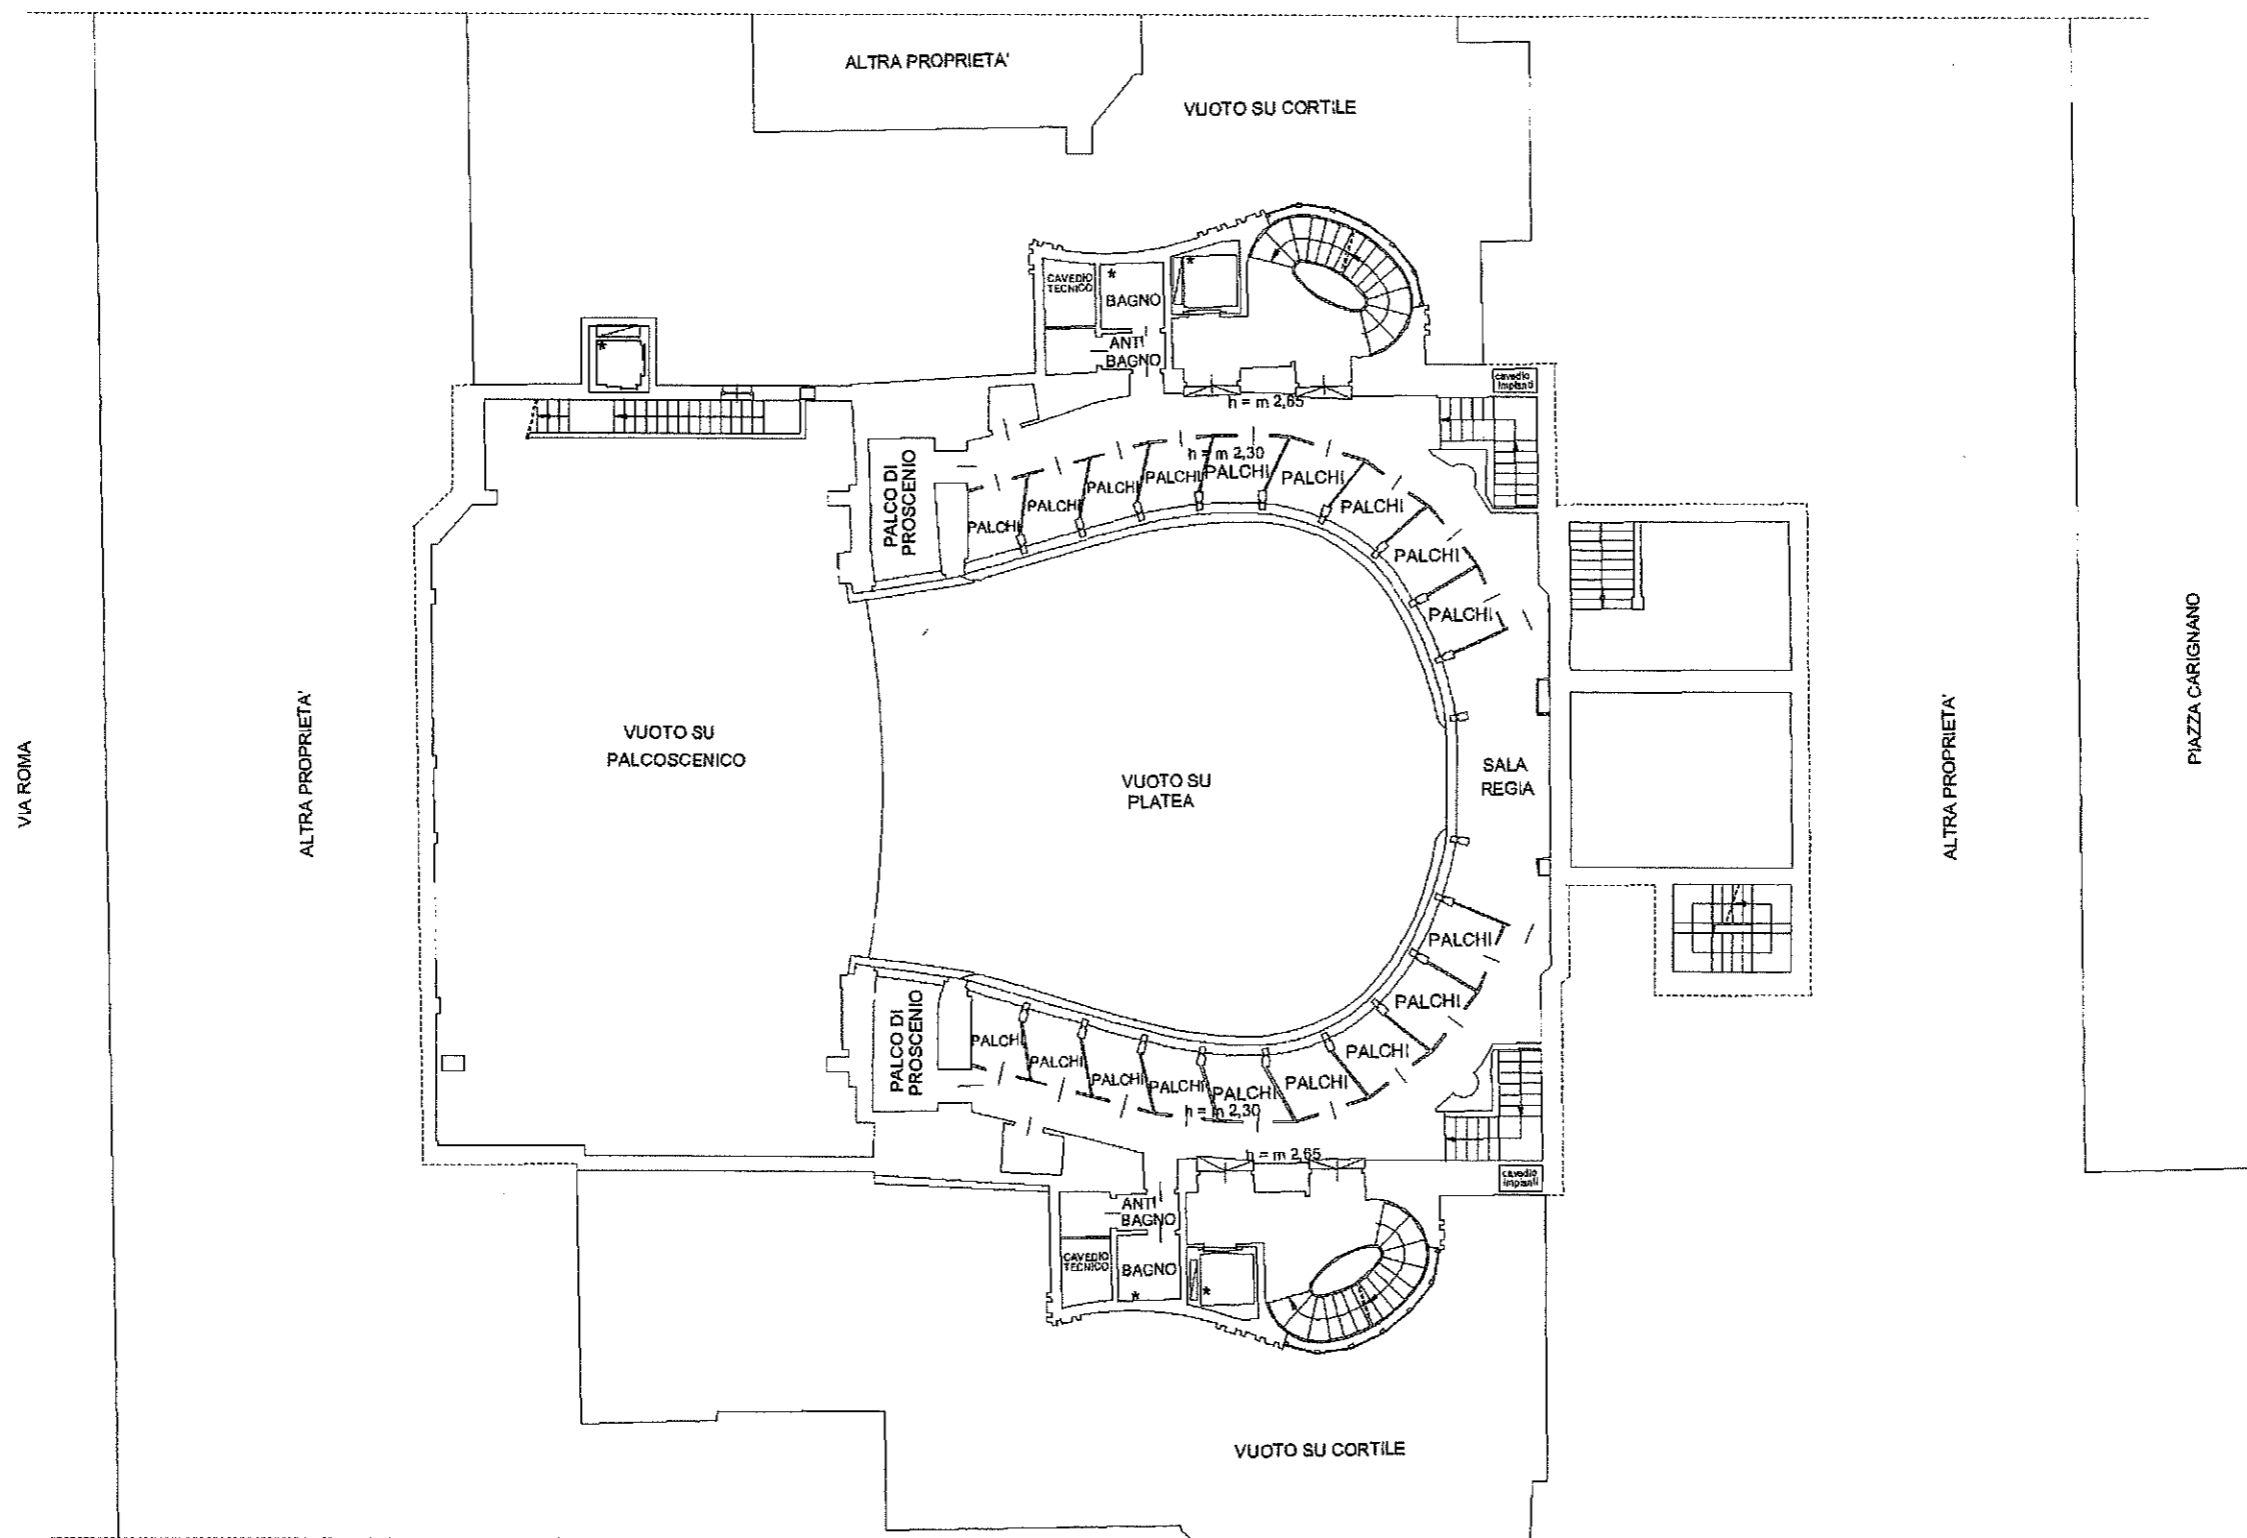 ALTRA PROPRIETA'
VUOTO SU CORTILE
CAVEDIO
TECNICO
*
BAGNO
*
ANTI
BAGNO
*
cavedio
impianti
h = m 2,65
h = m 2,30
PALCO DI
PROSCENIO
PALCHI
PALCHI
PALCHI
PALCHI
PALCHI
PALCHI
PALCHI
PALCHI
PALCHI
VIA ROMA
ALTRA PROPRIETA'
VUOTO SU
PALCOSCENICO
VUOTO SU
PLATEA
SALA
REGIA
ALTRA PROPRIETA'
PIAZZA CARIGNANO
PALCHI
PALCHI
PALCHI
PALCHI
PALCHI
PALCHI
PALCHI
PALCHI
PALCHI
PALCO DI
PROSCENIO
h = m 2,30
h = m 2,65
cavedio
impianti
ANTI
BAGNO
CAVEDIO
TECNICO
BAGNO
*
*
VUOTO SU CORTILE